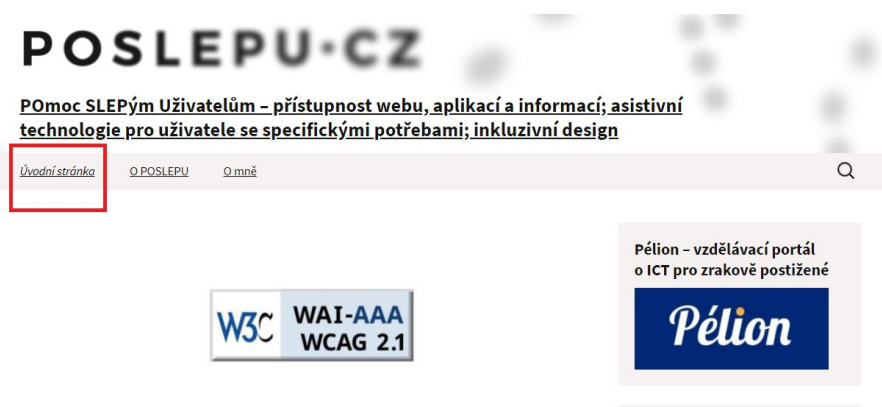 POSLEPU·CZ
POmoc SLEPým Uživatelům – přístupnost webu, aplikací a informací; asistivní
technologie pro uživatele se specifickými potřebami; inkluzivní design
Úvodní stránka O POSLEPU O mně
Pélion – vzdělávací portál
o ICT pro zrakově postižené
Pélion
W3C WAI-AAA
WCAG 2.1